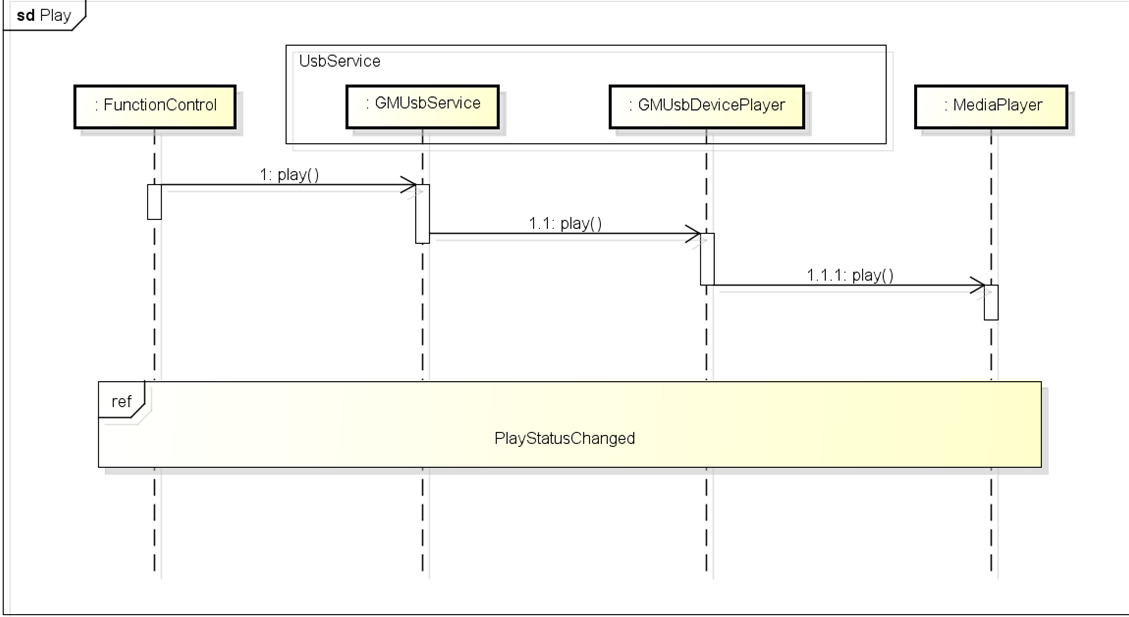 sd Play
UsbService
: FunctionControl
: GMUsbService
: GMUsbDevicePlayer
: MediaPlayer
1: play()
1.1: play()
1.1.1: play()
ref
PlayStatusChanged